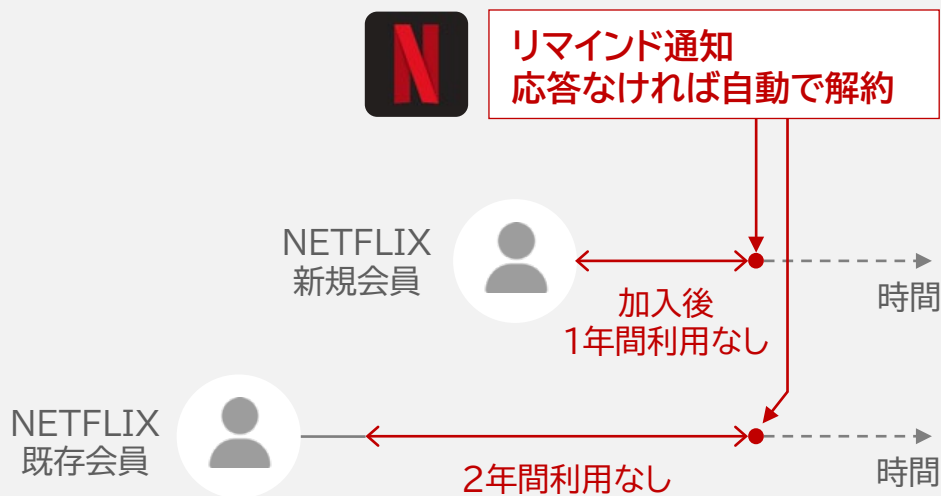 N
リマインド通知
応答なければ自動で解約
NETFLIX
新規会員
加入後
1年間利用なし
時間
NETFLIX
既存会員
2年間利用なし
時間